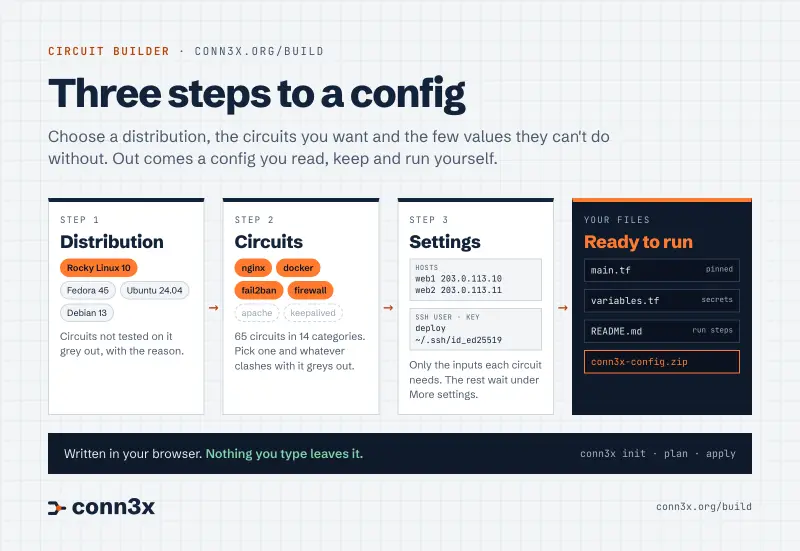 CIRCUIT BUILDER · CONN3X.ORG/BUILD
Three steps to a config
Choose a distribution, the circuits you want and the few values they can't do
without. Out comes a config you read, keep and run yourself.
STEP 1
Distribution
Rocky Linux 10
Fedora 45 Ubuntu 24.04
Debian 13
Circuits not tested on it
grey out, with the reason.
→
STEP 2
Circuits
nginx docker
fail2ban firewall
apache keepalived
65 circuits in 14 categories.
Pick one and whatever
clashes with it greys out.
→
STEP 3
Settings
HOSTS
web1 203.0.113.10
web2 203.0.113.11
SSH USER · KEY
deploy
~/.ssh/id_ed25519
Only the inputs each circuit
needs. The rest wait under
More settings.
→
YOUR FILES
Ready to run
main.tf pinned
variables.tf secrets
README.md run steps
conn3x-config.zip
Written in your browser. Nothing you type leaves it.
conn3x init · plan · apply
conn3x
conn3x.org/build